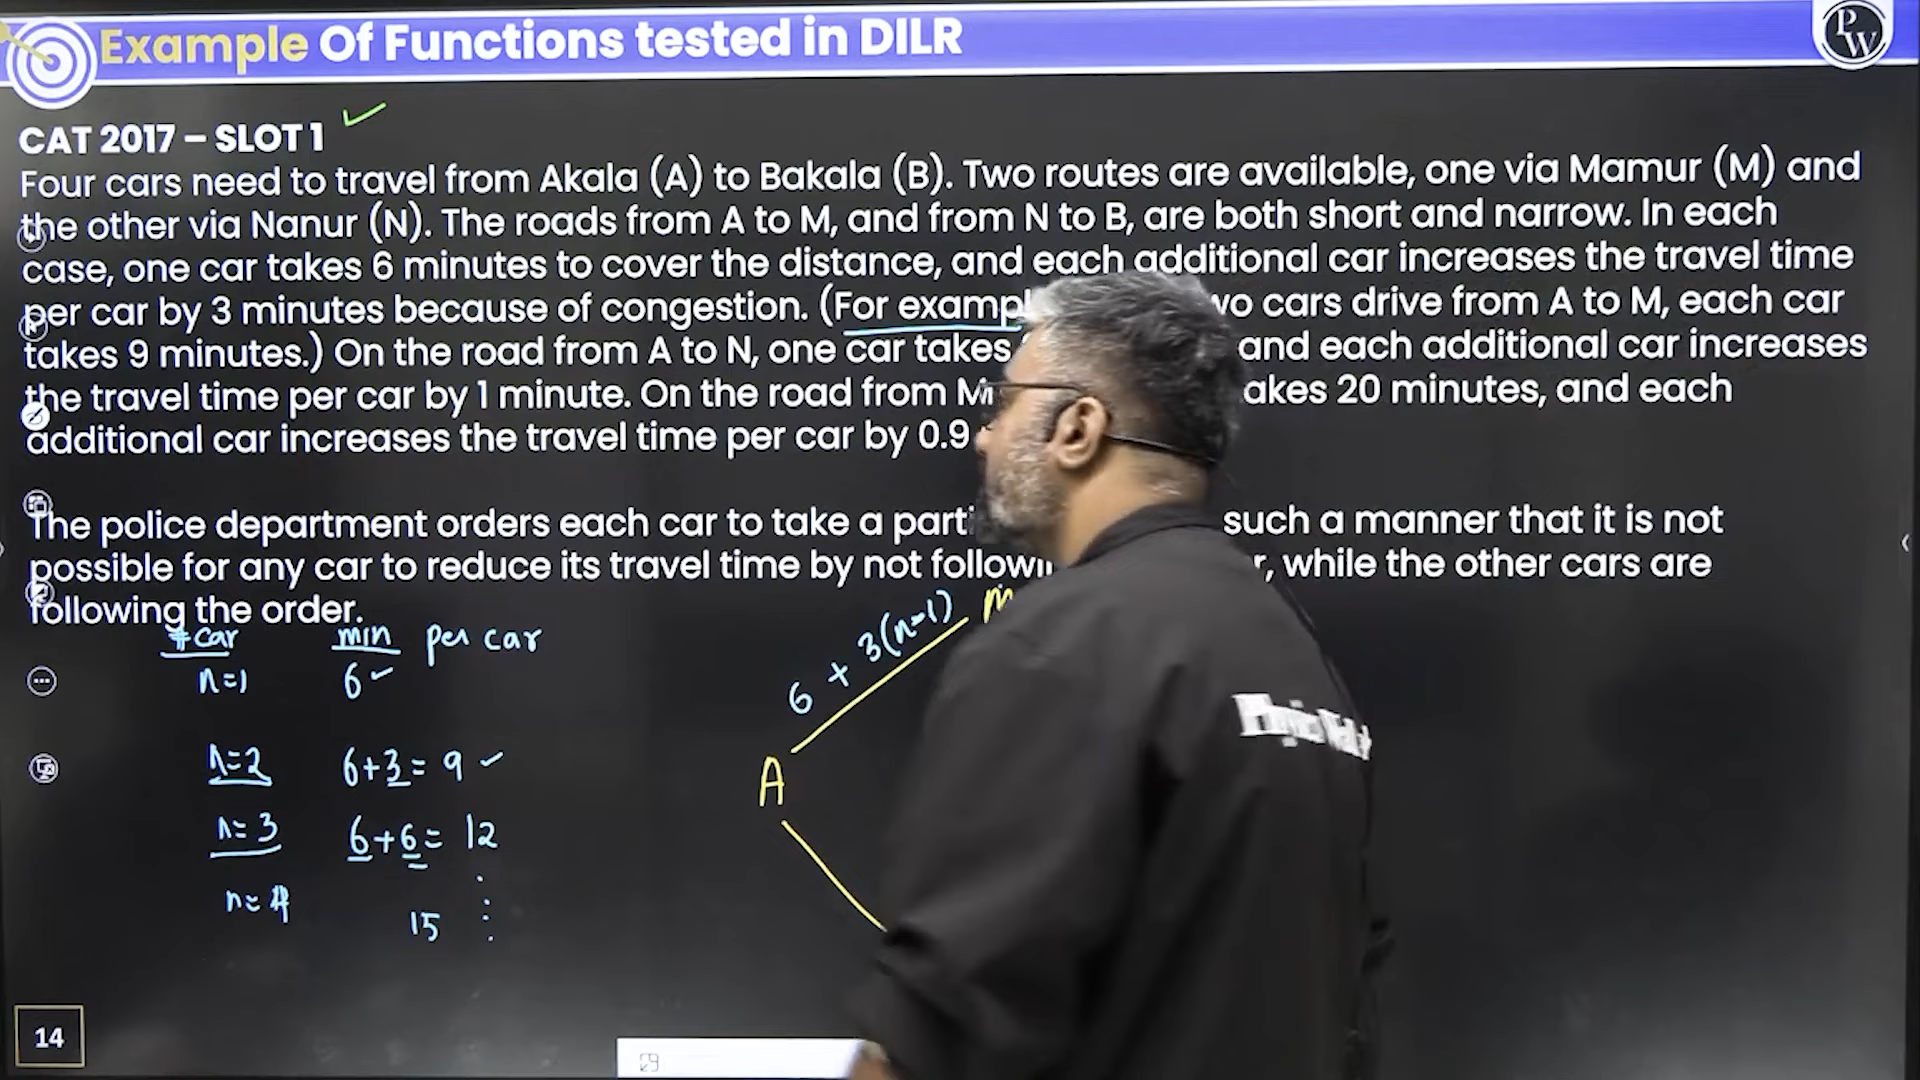 Example Of Functions tested in DILR
PW
CAT 2017 – SLOT 1
Four cars need to travel from Akala (A) to Bakala (B). Two routes are available, one via Mamur (M) and
the other via Nanur (N). The roads from A to M, and from N to B, are both short and narrow. In each
case, one car takes 6 minutes to cover the distance, and each additional car increases the travel time
per car by 3 minutes because of congestion. (For exampl wo cars drive from A to M, each car
takes 9 minutes.) On the road from A to N, one car takes and each additional car increases
the travel time per car by 1 minute. On the road from M akes 20 minutes, and each
additional car increases the travel time per car by 0.9
The police department orders each car to take a parti such a manner that it is not
possible for any car to reduce its travel time by not followi r, while the other cars are
following the order.
# car min per car
n=1 6
n=2 6+3= 9
n=3 6+6= 12
n=4 15
6 + 3(n-1)
M
A
14